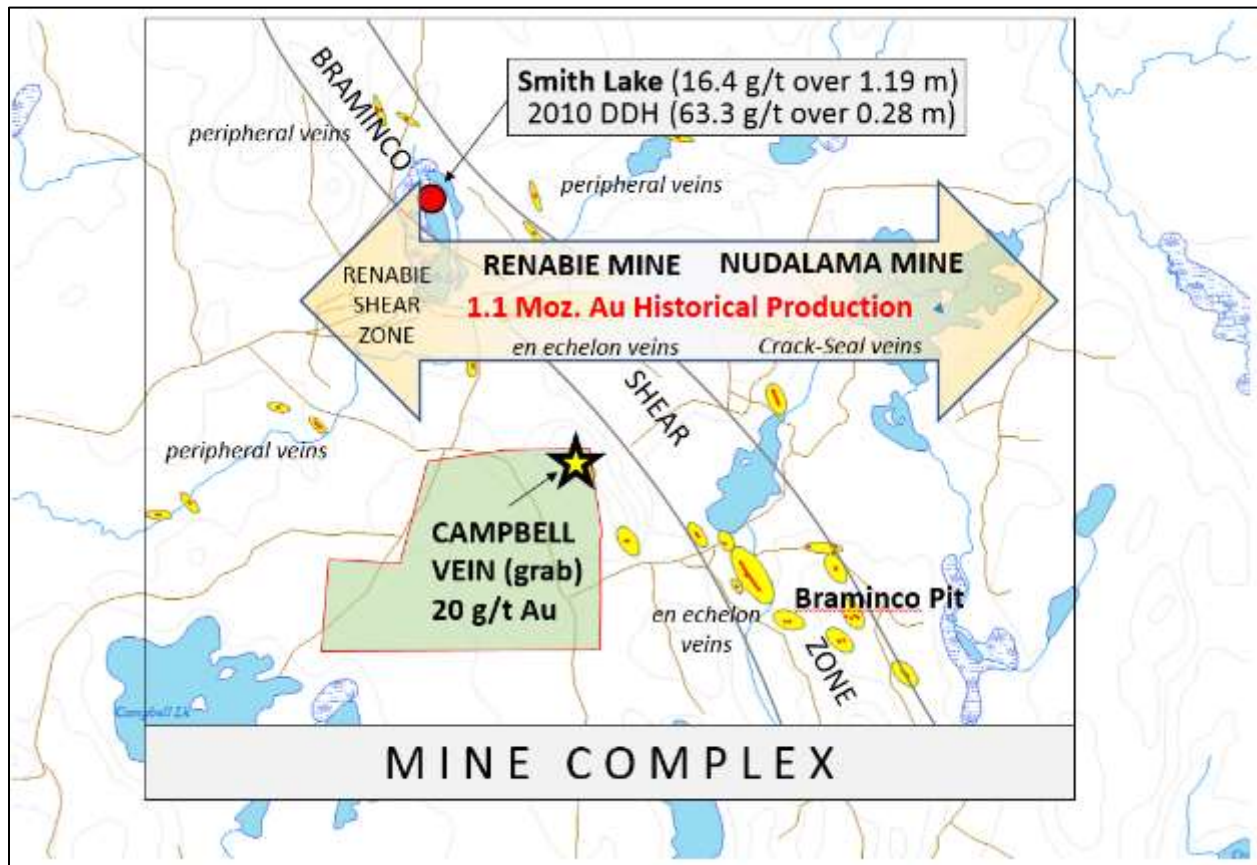 BRAMINCO
Smith Lake (16.4 g/t over 1.19 m)
2010 DDH (63.3 g/t over 0.28 m)
peripheral veins
peripheral veins
RENABIE
SHEAR
ZONE
RENABIE MINE
NUDALAMA MINE
1.1 Moz. Au Historical Production
en echelon veins
Crack-Seal veins
SHEAR
peripheral veins
CAMPBELL
VEIN (grab)
20 g/t Au
Braminco Pit
en echelon
veins
ZONE
Campbell Lk
MINE COMPLEX